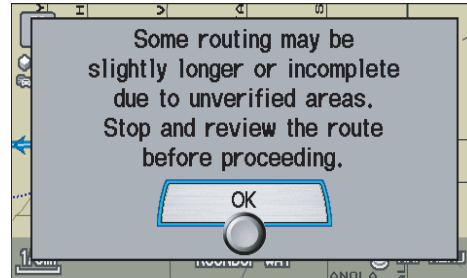 Some routing may be
slightly longer or incomplete
due to unverified areas.
Stop and review the route
before proceeding.
OK